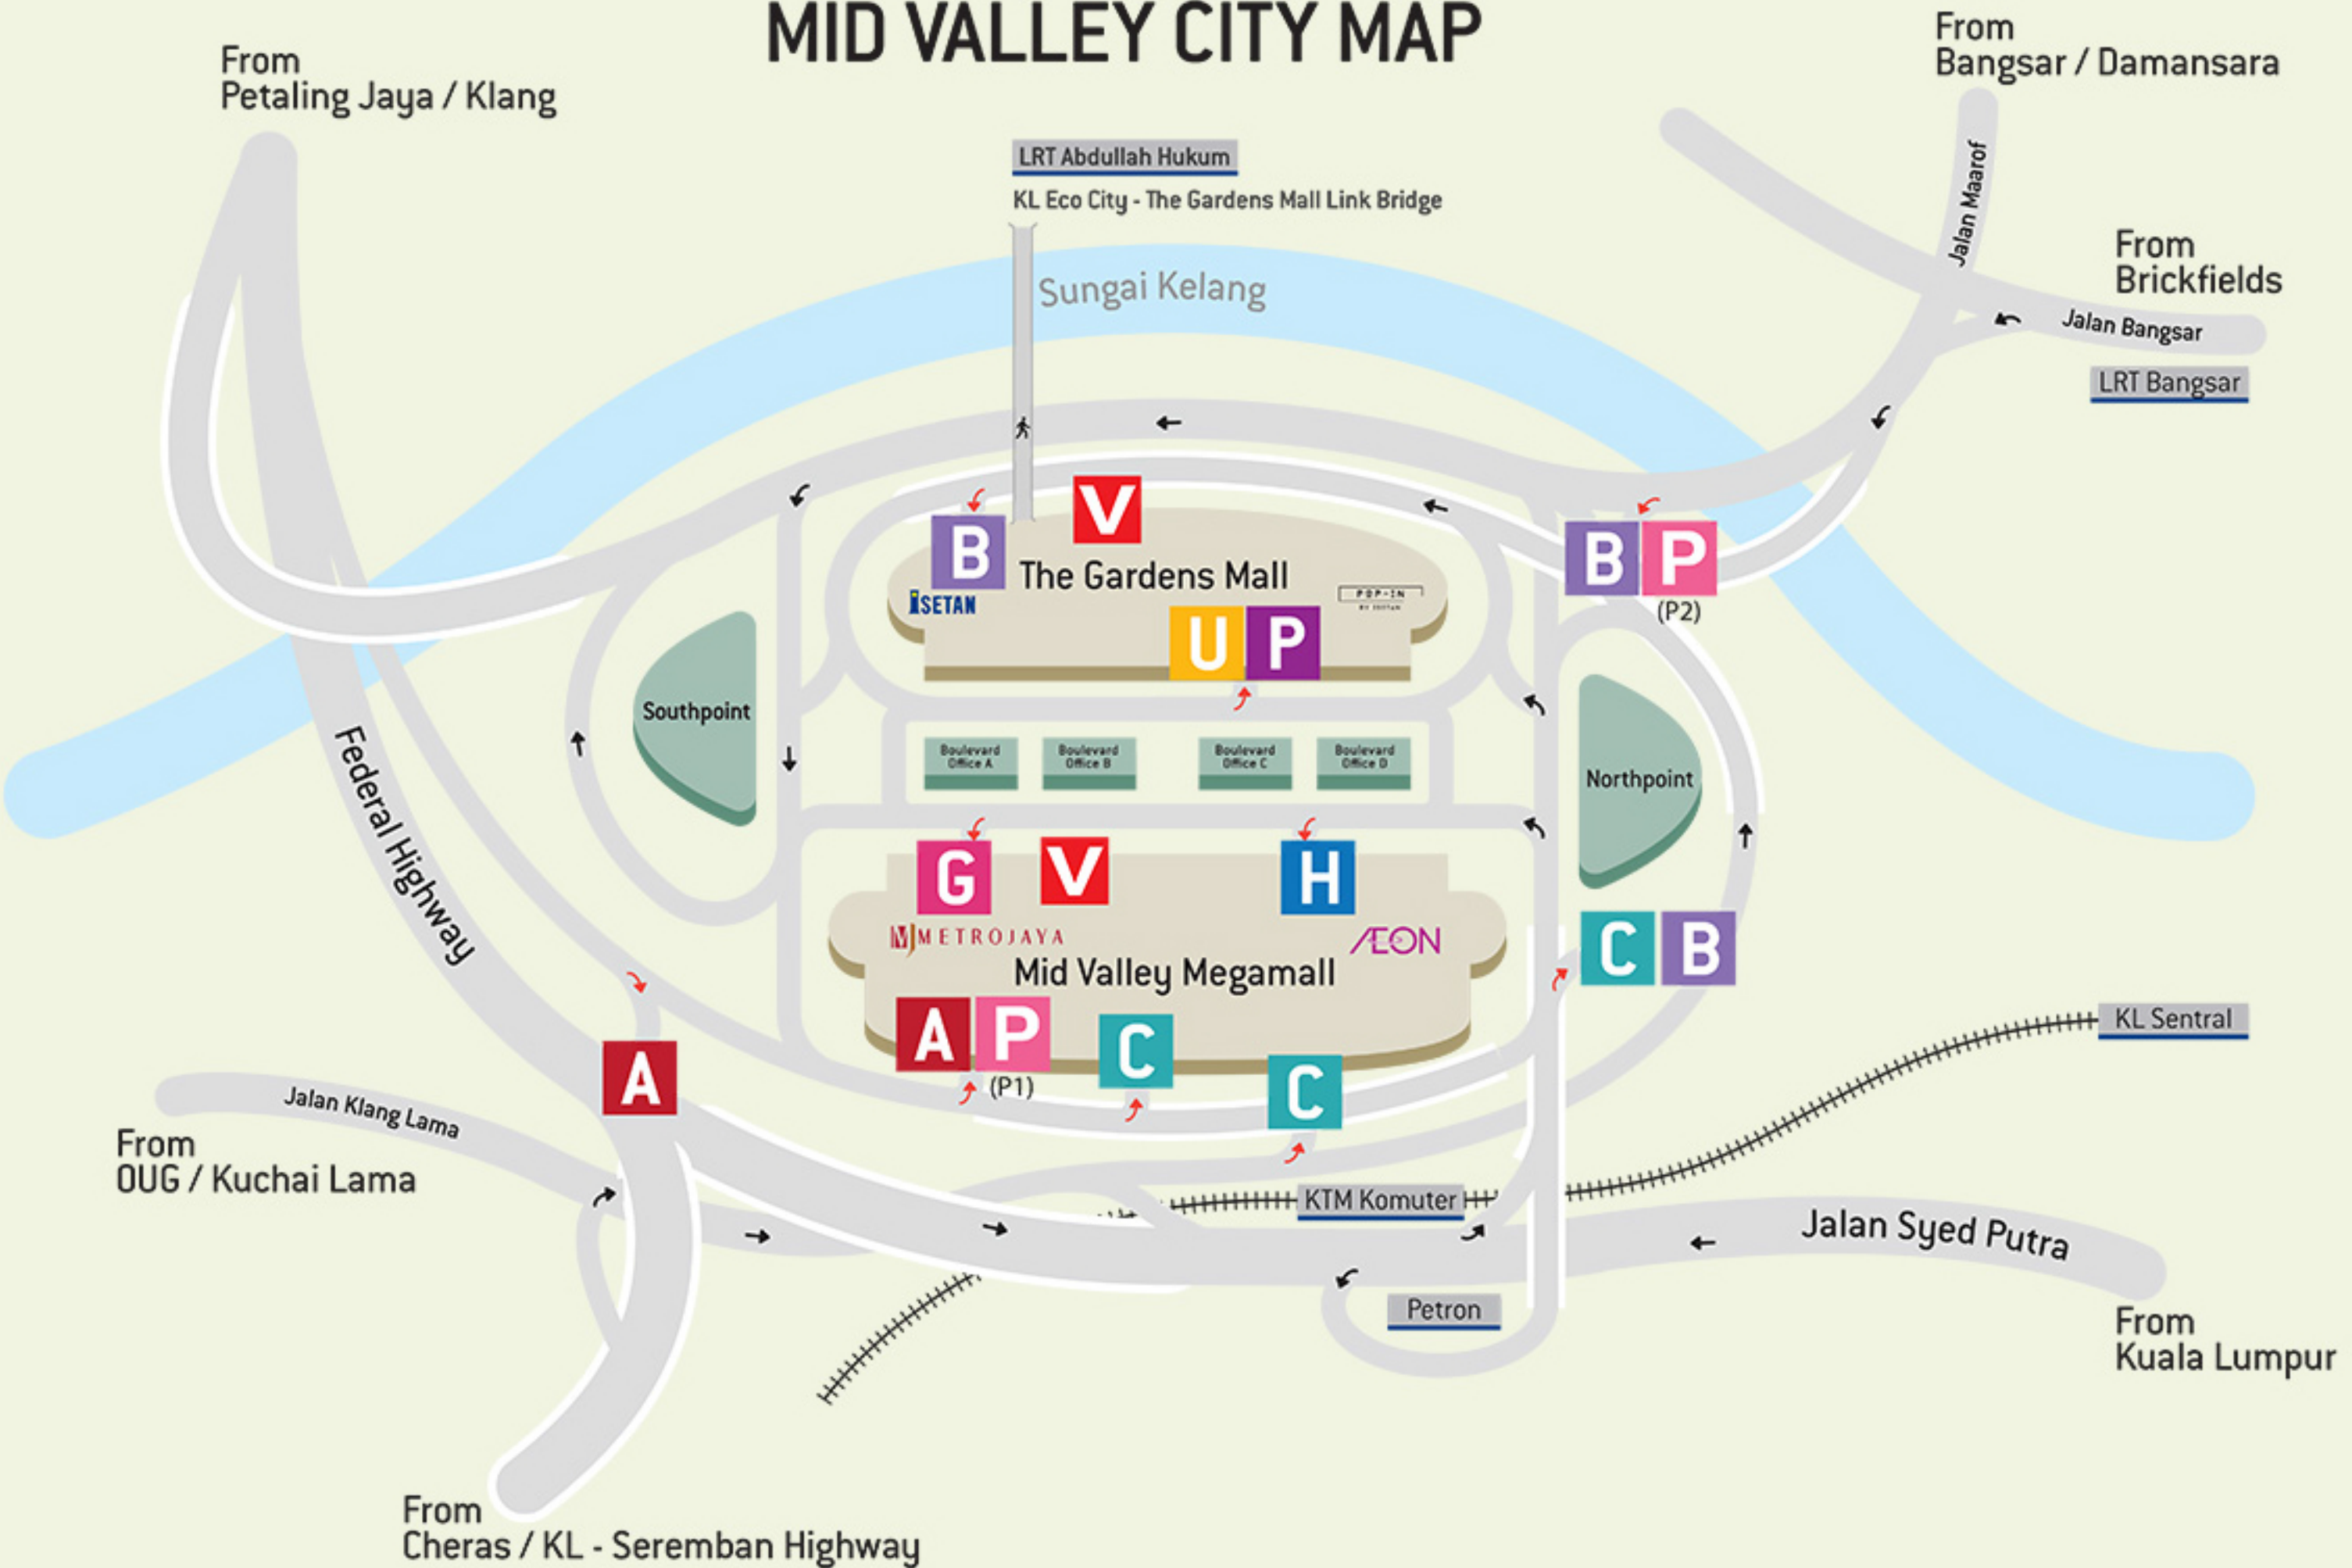 MID VALLEY CITY MAP
From
Petaling Jaya / Klang
From
Bangsar / Damansara
LRT Abdullah Hukum
KL Eco City - The Gardens Mall Link Bridge
Jalan Maarof
From
Brickfields
Sungai Kelang
Jalan Bangsar
LRT Bangsar
V
B
The Gardens Mall
B P
(P2)
ISETAN
POP-IN
BY ISETAN
U P
Southpoint
Northpoint
Boulevard
Office A
Boulevard
Office B
Boulevard
Office C
Boulevard
Office D
Federal Highway
G
V
H
METROJAYA
AEON
Mid Valley Megamall
C B
A P
(P1)
C
C
A
KL Sentral
Jalan Klang Lama
From
OUG / Kuchai Lama
KTM Komuter
Jalan Syed Putra
Petron
From
Kuala Lumpur
From
Cheras / KL - Seremban Highway